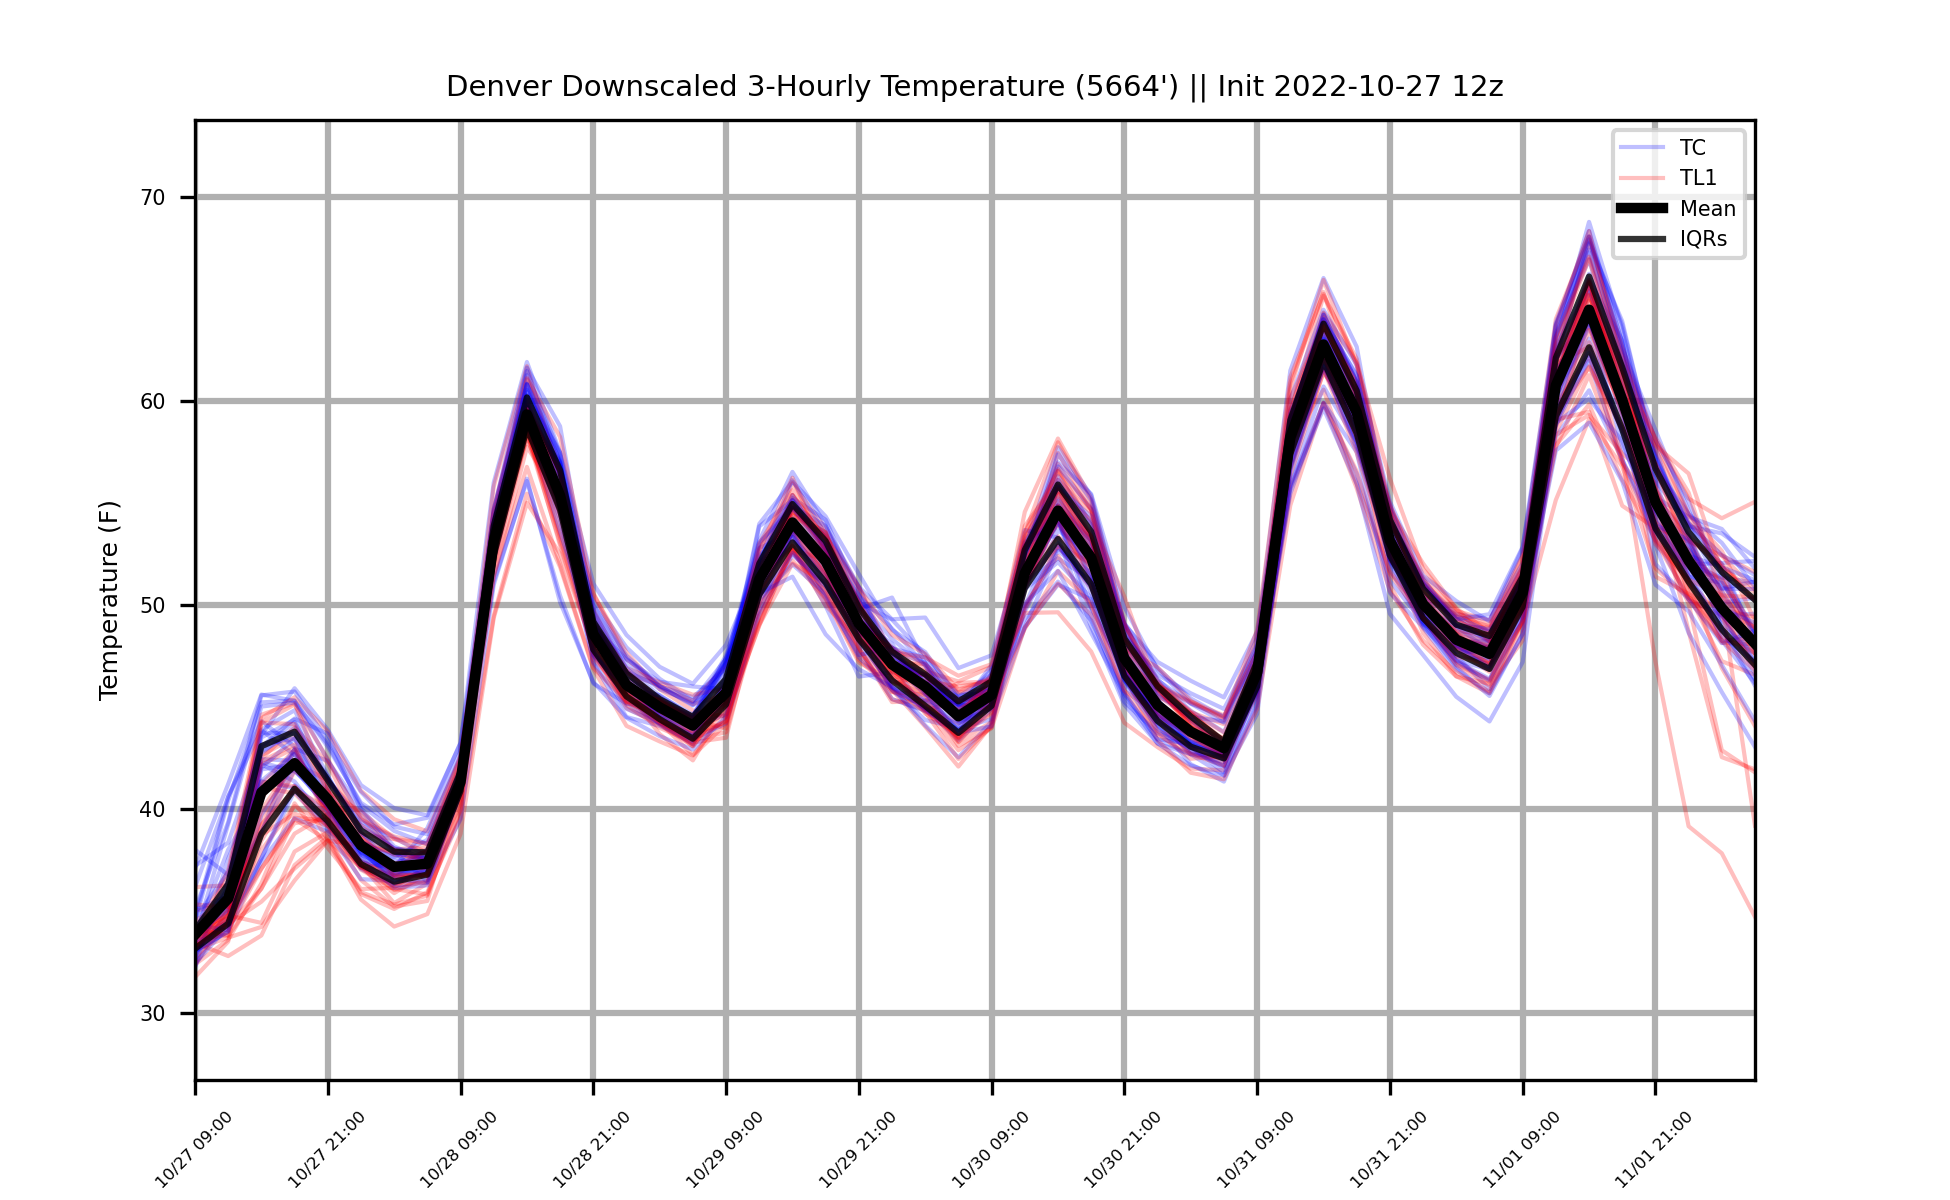 Denver Downscaled 3-Hourly Temperature (5664') || Init 2022-10-27 12z
TC
TL1
Mean
IQRs
Temperature (F)
70
60
50
40
30
10/27 09:00
10/27 21:00
10/28 09:00
10/28 21:00
10/29 09:00
10/29 21:00
10/30 09:00
10/30 21:00
10/31 09:00
10/31 21:00
11/01 09:00
11/01 21:00